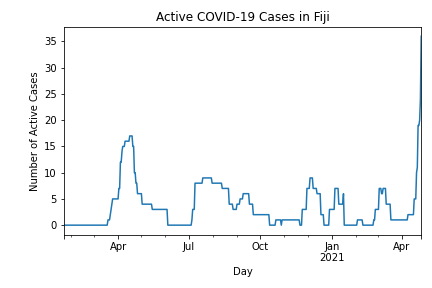 Active COVID-19 Cases in Fiji
Number of Active Cases
35
30
25
20
15
10
5
0
Apr Jul Oct Jan Apr
2021
Day